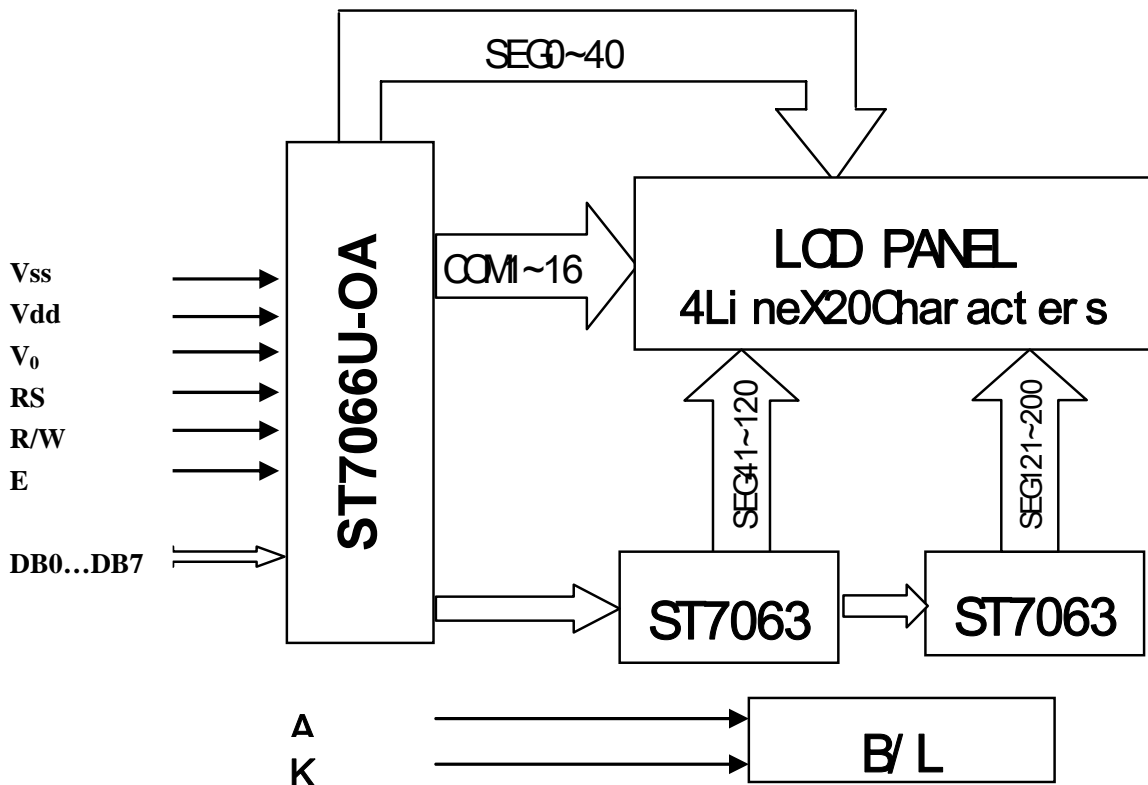 SEG0~40
ST7066U-OA
COM1~16
LCD PANEL
4LineX20Characters
Vss
Vdd
V₀
RS
R/W
E
DB0…DB7
SEG41~120
SEG121~200
ST7063
ST7063
A
K
B/L